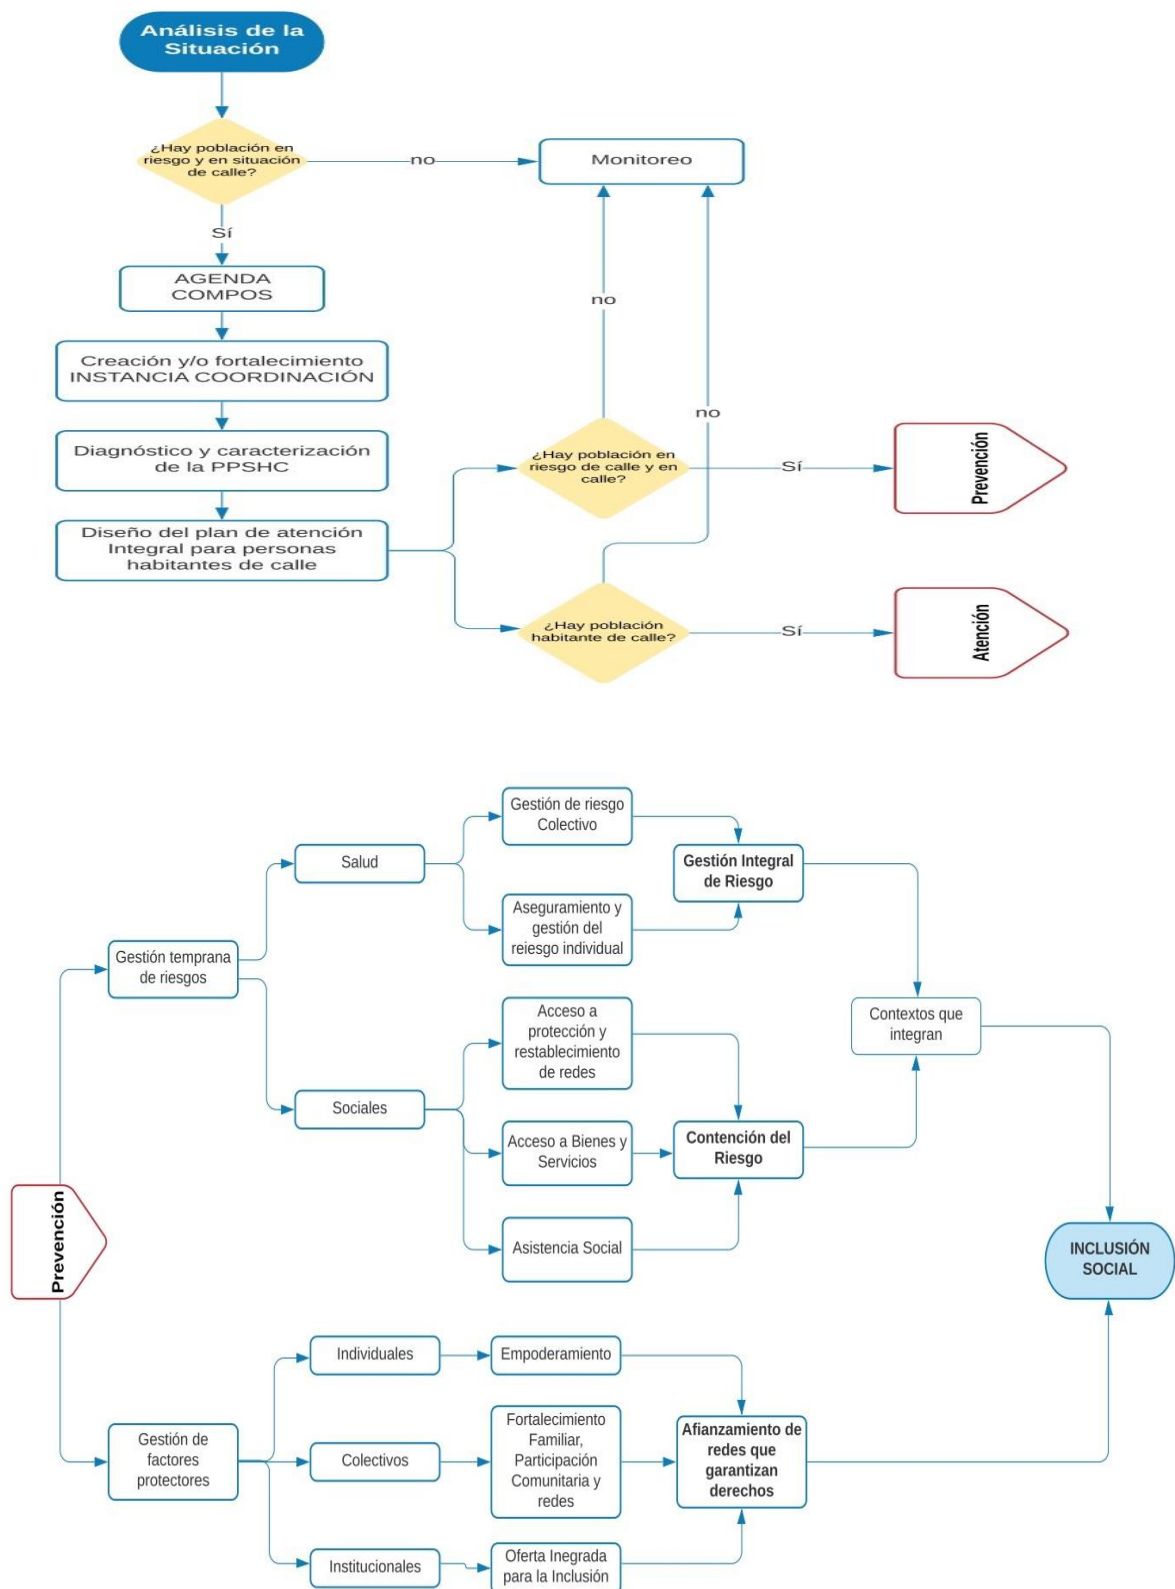 Análisis de la
Situación
¿Hay población en
riesgo y en situación
de calle?
no
Monitoreo
Sí
AGENDA
COMPOS
Creación y/o fortalecimiento
INSTANCIA COORDINACIÓN
Diagnóstico y caracterización
de la PPSHC
Diseño del plan de atención
Integral para personas
habitantes de calle
no
no
¿Hay población en
riesgo de calle y en
calle?
Sí
Prevención
¿Hay población
habitante de calle?
Sí
Atención
Prevención
Gestión temprana
de riesgos
Salud
Gestión de riesgo
Colectivo
Aseguramiento y
gestión del
reiesgo individual
Gestión Integral
de Riesgo
Sociales
Acceso a
protección y
restablecimiento
de redes
Acceso a Bienes y
Servicios
Asistencia Social
Contención del
Riesgo
Contextos que
integran
INCLUSIÓN
SOCIAL
Gestión de
factores
protectores
Individuales
Empoderamiento
Colectivos
Fortalecimiento
Familiar,
Participación
Comunitaria y
redes
Institucionales
Oferta Inegrada
para la Inclusión
Afianzamiento de
redes que
garantizan
derechos